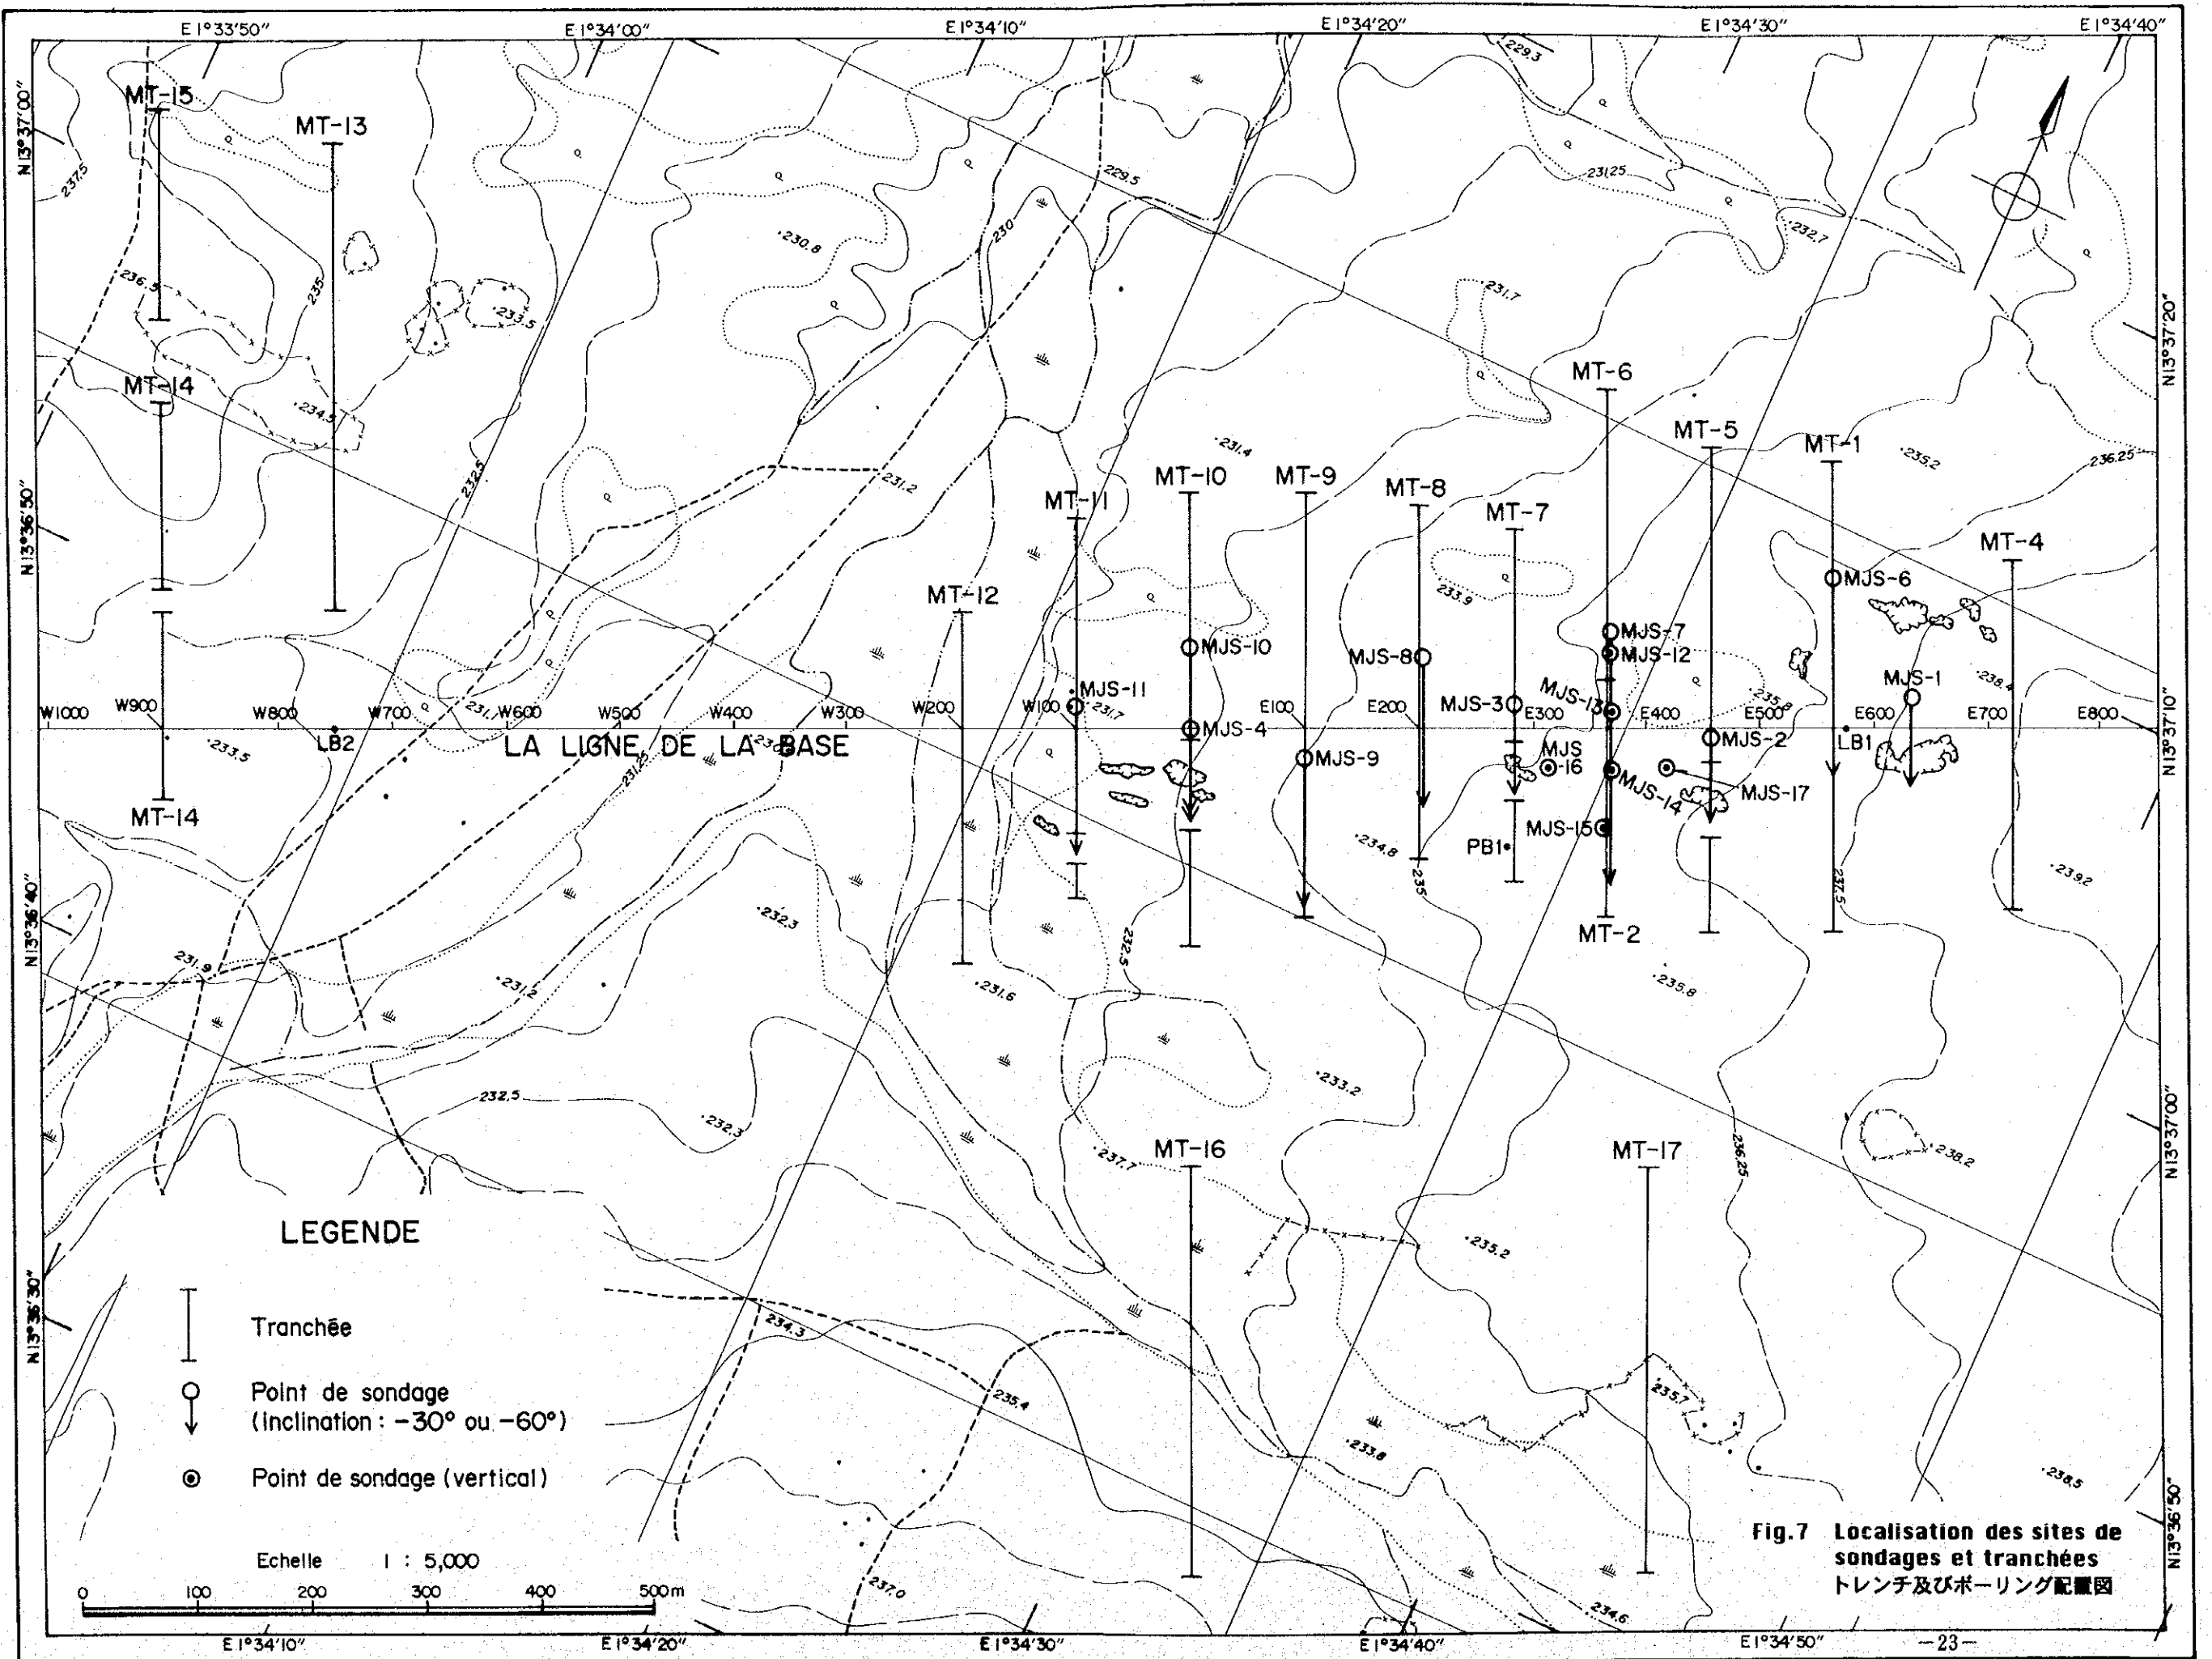 E1°33'50" E1°34'00" E1°34'10" E1°34'20" E1°34'30" E1°34'40"
N13°37'00"
N13°36'50"
N13°36'40"
N13°36'30"
N13°37'20"
N13°37'10"
N13°37'00"
N13°36'50"
MT-15
MT-13
237.5
236.3
235
233.5
234.5
MT-14
232.5
230.8
230
229.5
229.3
231.25
232.7
231.7
231.4
231.2
MT-6
MT-5
MT-1
235.2
236.25
MT-11
MT-10
MT-9
MT-8
MT-7
MT-4
MT-12
233.9
MJS-6
MJS-7
MJS-12
MJS-10
MJS-8
MJS-11
231.7
MJS-3
MJS-13
235.8
MJS-1
238.4
W1000 W900 W800 W700 W600 W500 W400 W300 W200 W100 E100 E200 E300 E400 E500 E600 E700 E800
233.5
LB2
LA LIGNE DE LA BASE
231.25
MJS-4
MJS-9
MJS
-16
MJS-2
LB1
MJS-14
MJS-17
MT-14
MJS-15
PB1
234.8
235
237.5
239.2
MT-2
232.3
232.5
231.9
231.2
231.6
235.8
232.5
232.3
233.2
237.7
MT-16
MT-17
236.25
238.2
235.2
234.3
235.4
235.7
233.8
238.5
237.0
234.6
LEGENDE
Tranchée
Point de sondage
(inclination : -30° ou -60°)
Point de sondage (vertical)
Echelle 1 : 5,000
0 100 200 300 400 500m
Fig.7 Localisation des sites de
sondages et tranchées
トレンチ及びボーリング配置図
E1°34'10" E1°34'20" E1°34'30" E1°34'40" E1°34'50"
-23-